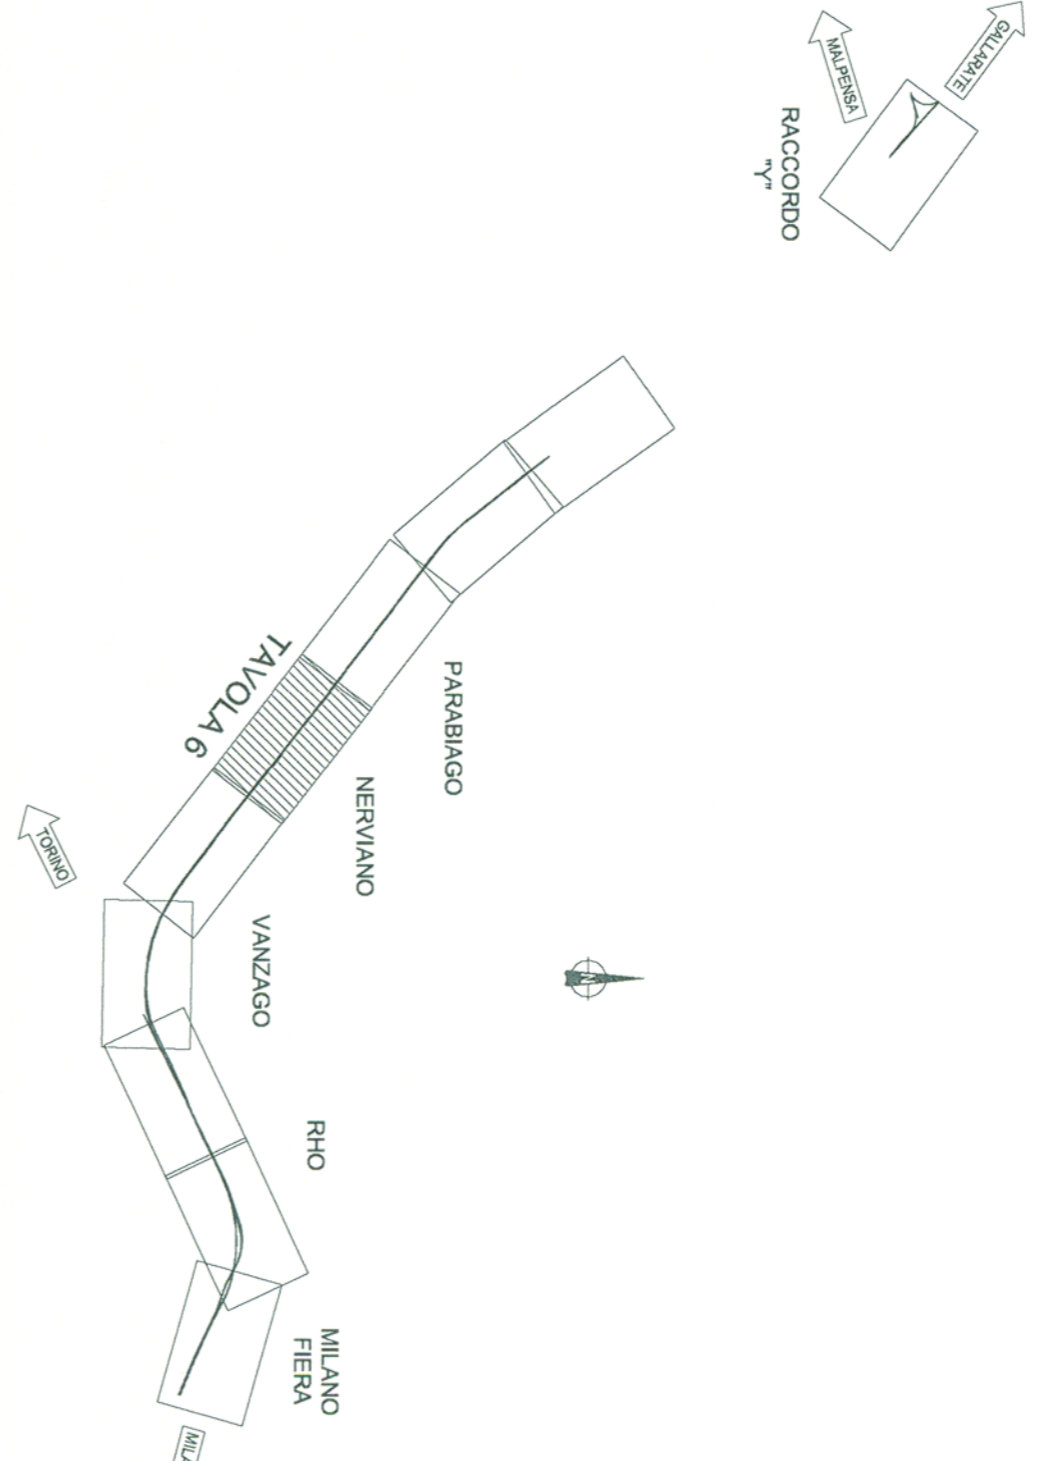 GALLARATE
MALPENSA
RACCORDO
"Y"
PARABIAGO
TAVOLA 6
NERVIANO
TORINO
VANZAGO
N
RHO
MILANO
FIERA